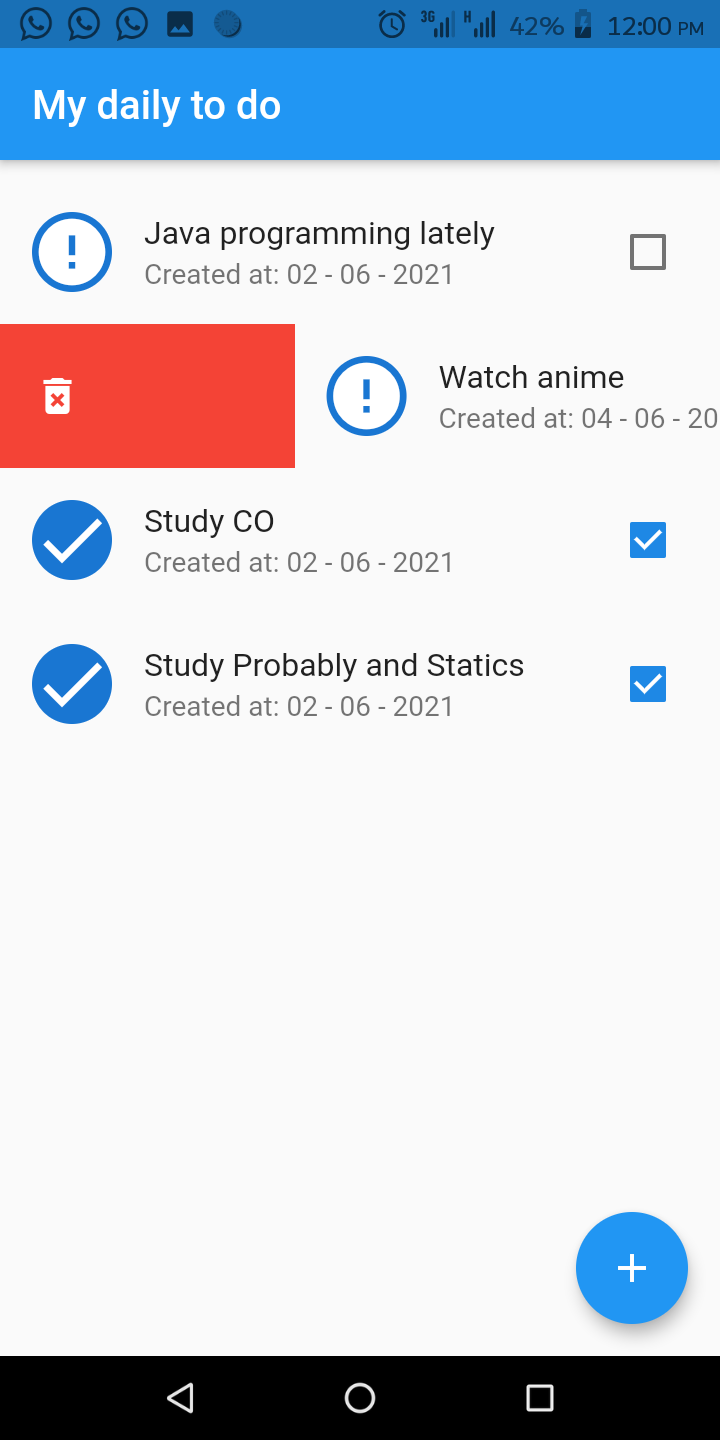 3G H 42% 12:00 PM
My daily to do
Java programming lately
Created at: 02 - 06 - 2021
Watch anime
Created at: 04 - 06 - 20
Study CO
Created at: 02 - 06 - 2021
Study Probably and Statics
Created at: 02 - 06 - 2021